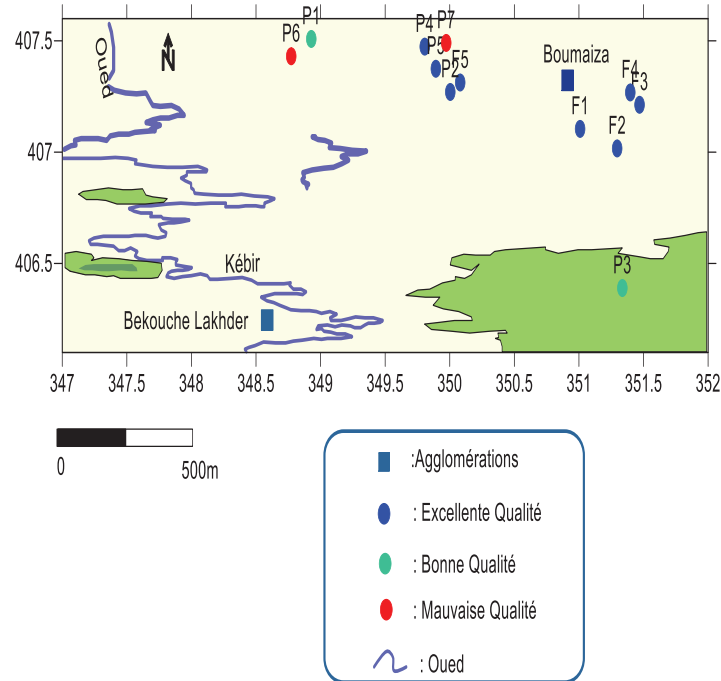 407.5
407
406.5
Oued
N
P6
P1
P4
P7
P5
P2
F5
Boumaiza
F4
F3
F1
F2
P3
Kébir
Bekouche Lakhder
347 347.5 348 348.5 349 349.5 350 350.5 351 351.5 352
0 500m
:Agglomérations
: Excellente Qualité
: Bonne Qualité
: Mauvaise Qualité
: Oued